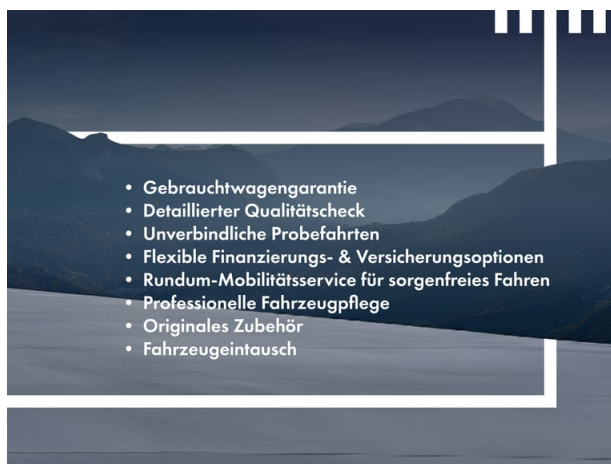 • Gebrauchtwagengarantie
• Detaillierter Qualitätscheck
• Unverbindliche Probefahrten
• Flexible Finanzierungs- & Versicherungsoptionen
• Rundum-Mobilitätsservice für sorgenfreies Fahren
• Professionelle Fahrzeugpflege
• Originales Zubehör
• Fahrzeugeintausch